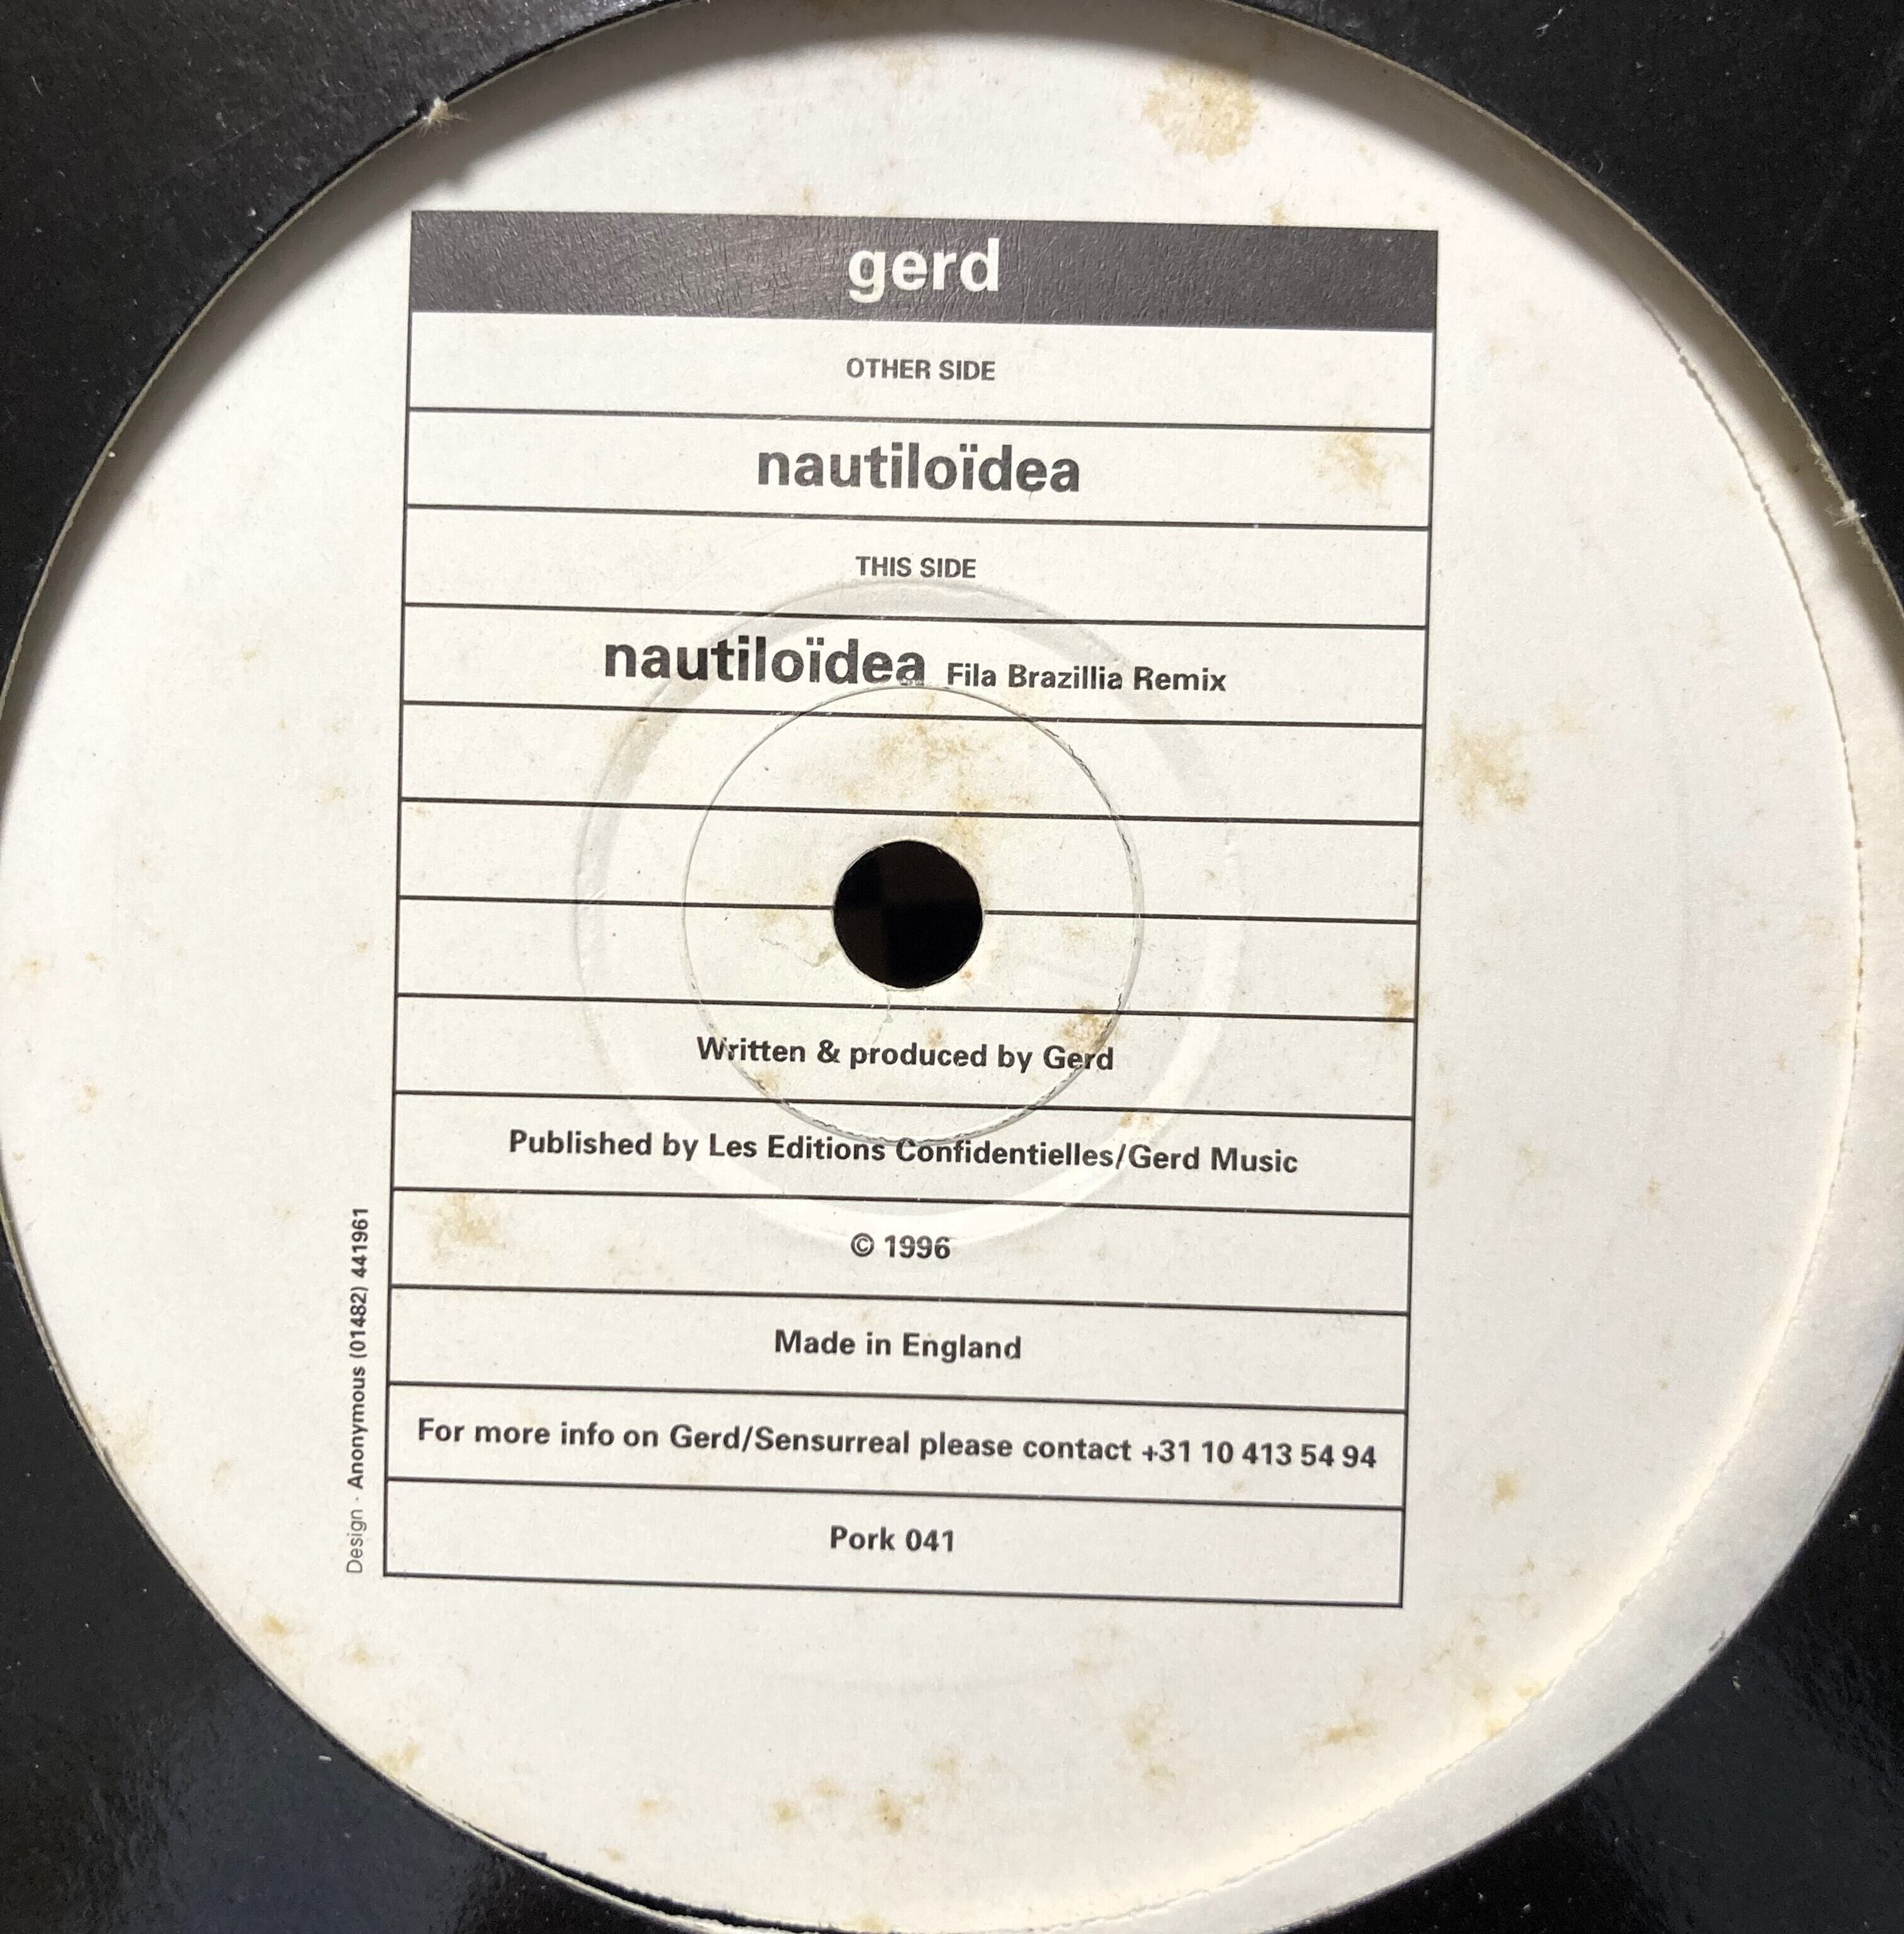 gerd
OTHER SIDE
nautiloïdea
THIS SIDE
nautiloïdea Fila Brazillia Remix
Written & produced by Gerd
Published by Les Editions Confidentielles/Gerd Music
© 1996
Made in England
For more info on Gerd/Sensurreal please contact +31 10 413 54 94
Pork 041
Design · Anonymous (01482) 441961